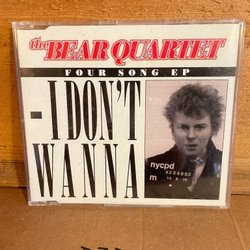 the BEAR QUARTET
FOUR SONG EP
- I DON'T
WANNA
nycpd
m